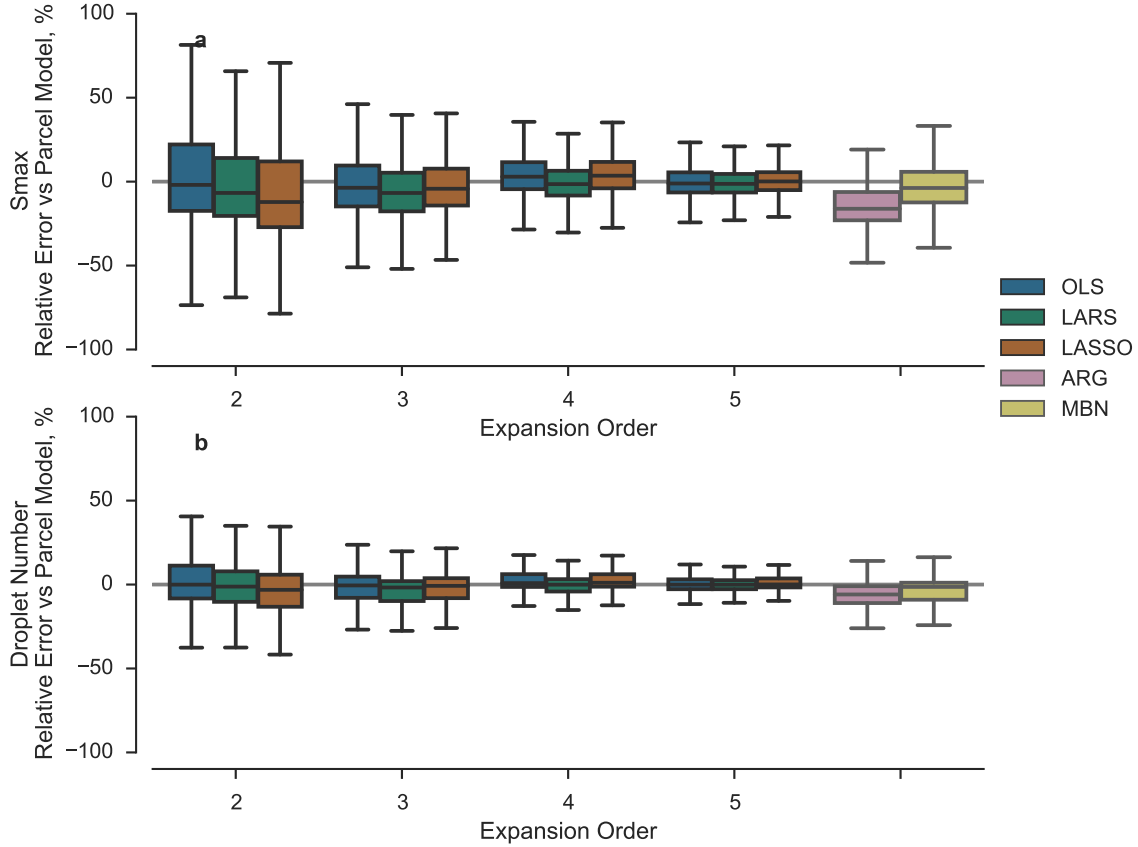 100
50
0
−50
−100
Smax
Relative Error vs Parcel Model, %
a
2 3 4 5
Expansion Order
OLS
LARS
LASSO
ARG
MBN
100
50
0
−50
−100
Droplet Number
Relative Error vs Parcel Model, %
b
2 3 4 5
Expansion Order